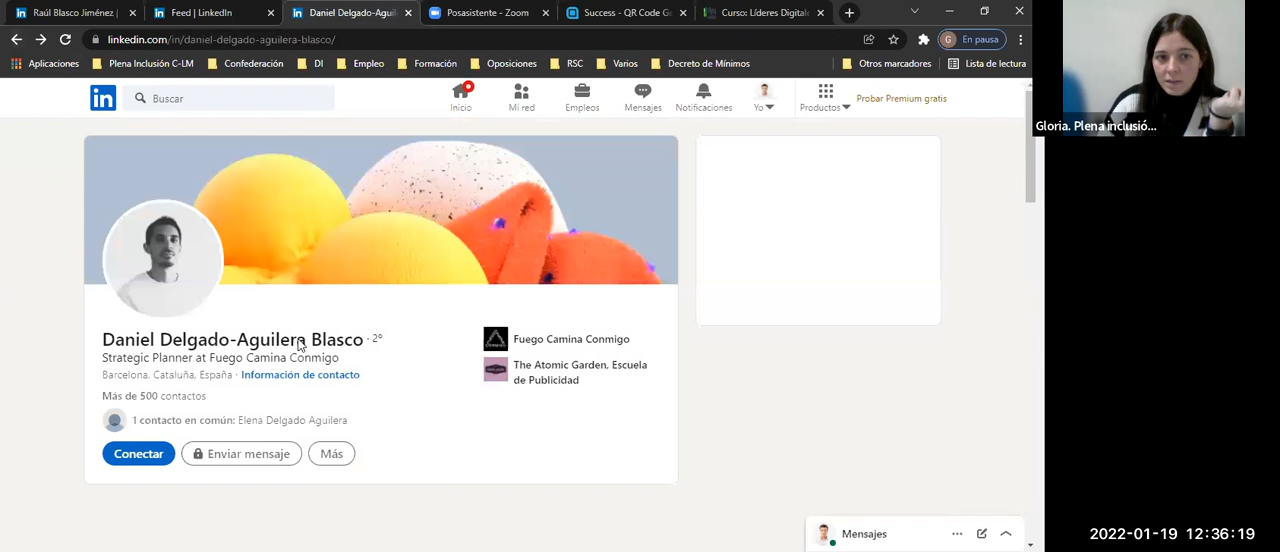 Raúl Blasco Jiménez |
Feed | LinkedIn
Daniel Delgado-Aguil
Posasistente - Zoom
Success - QR Code Ge
Curso: Líderes Digitale
linkedin.com/in/daniel-delgado-aguilera-blasco/
G En pausa
Aplicaciones
Plena Inclusión C-LM
Confederación
DI
Empleo
Formación
Oposiciones
RSC
Varios
Decreto de Mínimos
Otros marcadores
Lista de lectura
in
Buscar
Inicio
Mi red
Empleos
Mensajes
Notificaciones
Yo
Productos
Probar Premium gratis
Gloria. Plena inclusió...
Daniel Delgado-Aguilera Blasco · 2º
Strategic Planner at Fuego Camina Conmigo
Barcelona, Cataluña, España · Información de contacto
Más de 500 contactos
1 contacto en común: Elena Delgado Aguilera
Conectar
Enviar mensaje
Más
Fuego Camina Conmigo
The Atomic Garden, Escuela
de Publicidad
Mensajes
2022-01-19 12:36:19